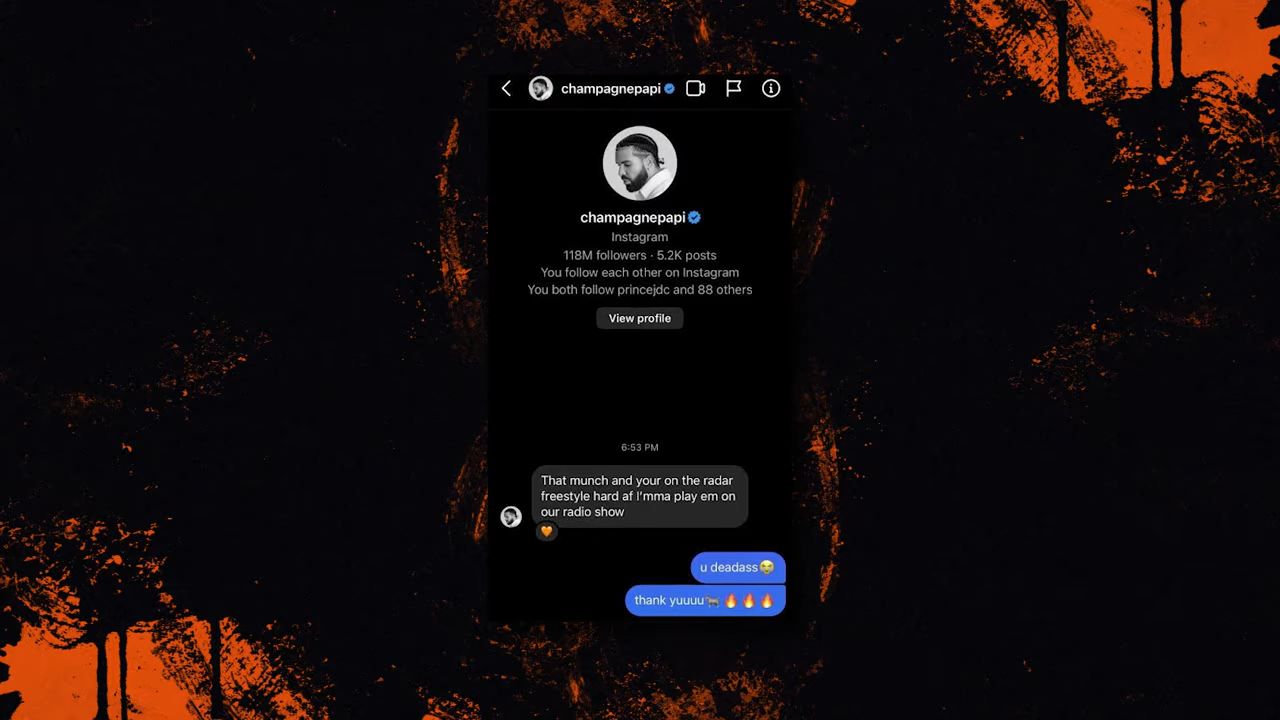 champagnepapi
champagnepapi
Instagram
118M followers · 5.2K posts
You follow each other on Instagram
You both follow princejdc and 88 others
View profile
6:53 PM
That munch and your on the radar
freestyle hard af I'mma play em on
our radio show
🧡
u deadass😭
thank yuuuu🐐🔥🔥🔥